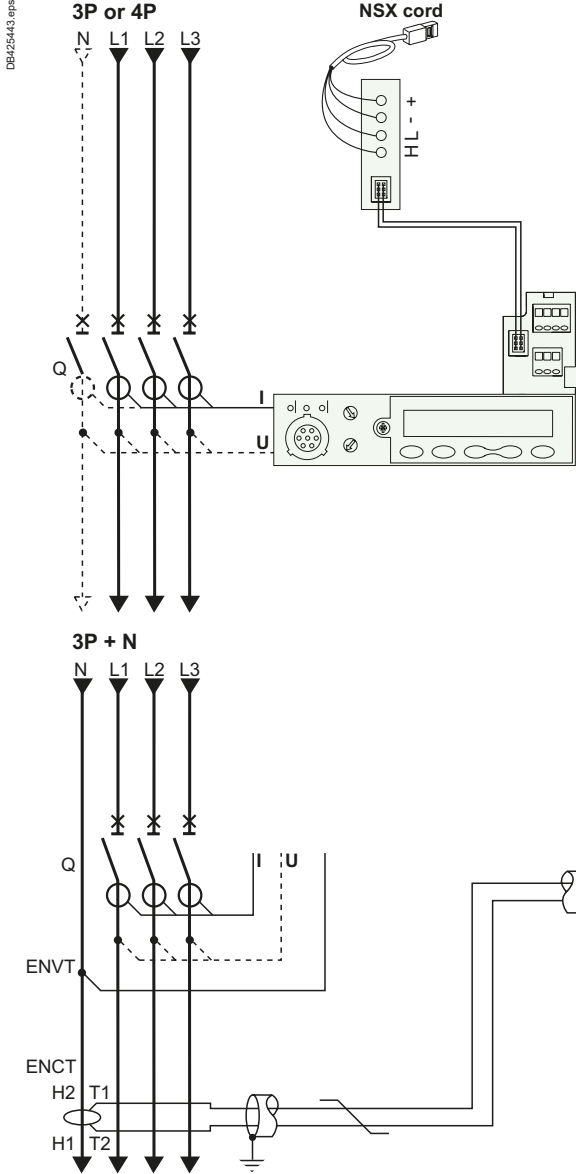 DB425443.eps
3P or 4P
NSX cord
N L1 L2 L3
H L - +
Q
I
U
3P + N
N L1 L2 L3
Q
I U
ENVT
ENCT
H2 T1
H1 T2